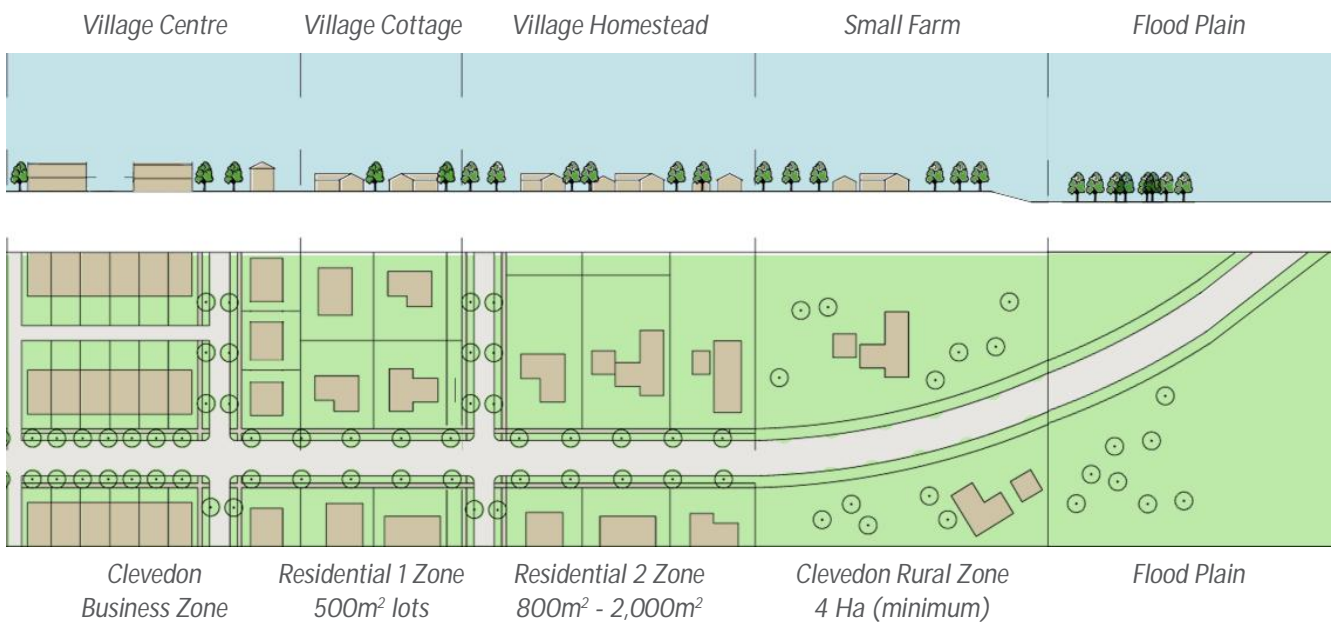 Village Centre
Village Cottage
Village Homestead
Small Farm
Flood Plain
Clevedon
Business Zone
Residential 1 Zone
500m² lots
Residential 2 Zone
800m² - 2,000m²
Clevedon Rural Zone
4 Ha (minimum)
Flood Plain